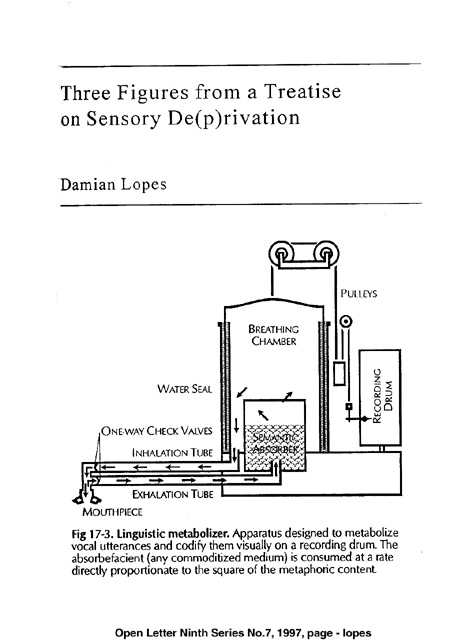 Three Figures from a Treatise
on Sensory De(p)rivation
Damian Lopes
PULLEYS
BREATHING
CHAMBER
RECORDING
DRUM
WATER SEAL
SEMANTIC
ABSORBER
ONE-WAY CHECK VALVES
INHALATION TUBE
EXHALATION TUBE
MOUTHPIECE
Fig 17-3. Linguistic metabolizer. Apparatus designed to metabolize
vocal utterances and codify them visually on a recording drum. The
absorbefacient (any commoditized medium) is consumed at a rate
directly proportionate to the square of the metaphoric content.
Open Letter Ninth Series No.7, 1997, page - lopes